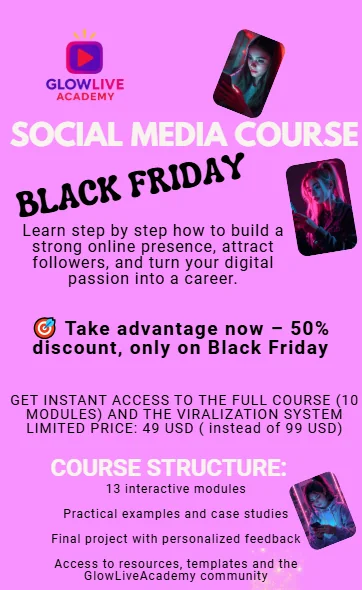 GLOWLIVE
ACADEMY
SOCIAL MEDIA COURSE
BLACK FRIDAY
Learn step by step how to build a
strong online presence, attract
followers, and turn your digital
passion into a career.
🎯 Take advantage now – 50%
discount, only on Black Friday
GET INSTANT ACCESS TO THE FULL COURSE (10
MODULES) AND THE VIRALIZATION SYSTEM
LIMITED PRICE: 49 USD ( instead of 99 USD)
COURSE STRUCTURE:
13 interactive modules
Practical examples and case studies
Final project with personalized feedback
Access to resources, templates and the
GlowLiveAcademy community